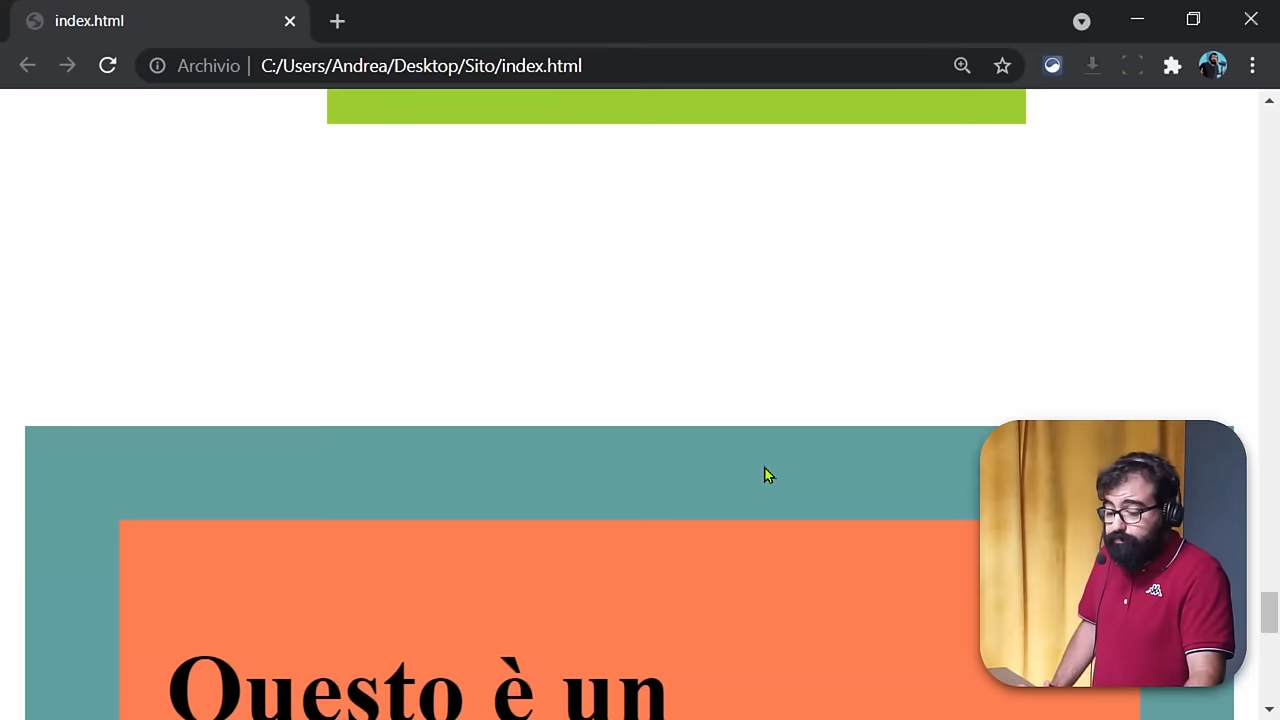 index.html
Archivio | C:/Users/Andrea/Desktop/Sito/index.html
Questo è un